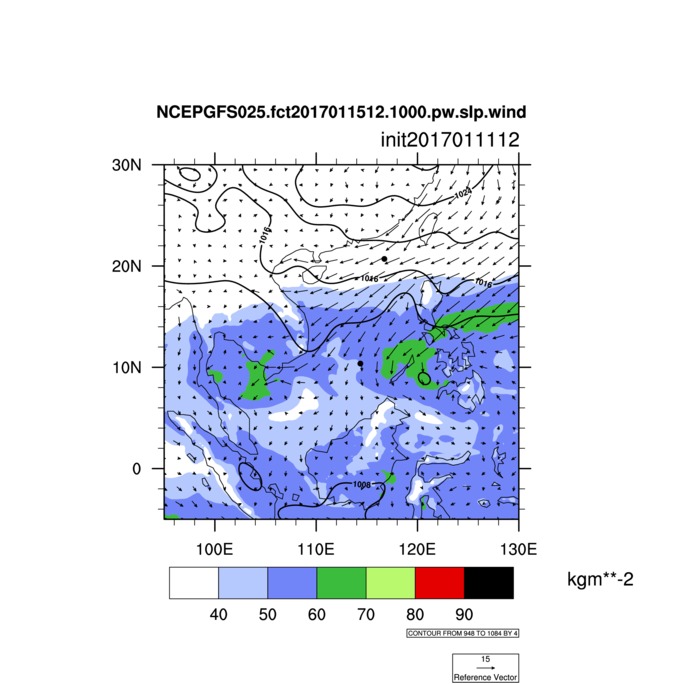 NCEPGFS025.fct2017011512.1000.pw.slp.wind
init2017011112
30N
1024
1016
20N
1016
1016
10N
0
1008
100E 110E 120E 130E
kgm**-2
40 50 60 70 80 90
CONTOUR FROM 948 TO 1084 BY 4
15
Reference Vector